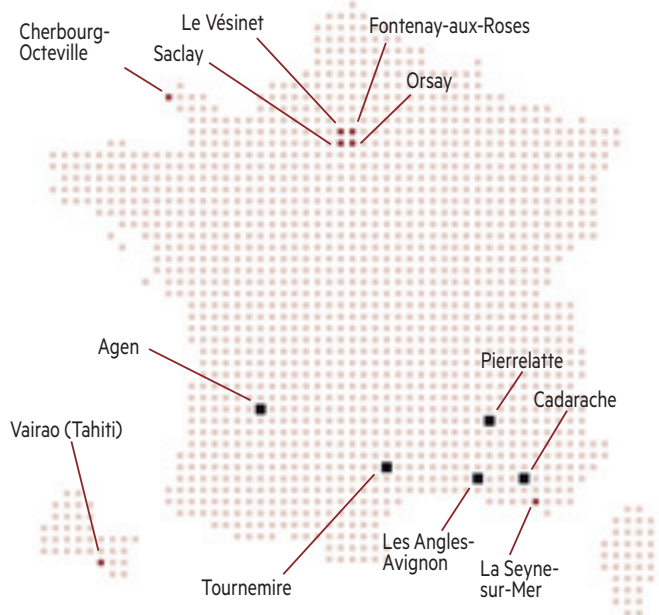 Cherbourg-
Octeville
Le Vésinet
Fontenay-aux-Roses
Saclay
Orsay
Agen
Pierrelatte
Cadarache
Vairao (Tahiti)
Les Angles-
Avignon
La Seyne-
sur-Mer
Tournemire